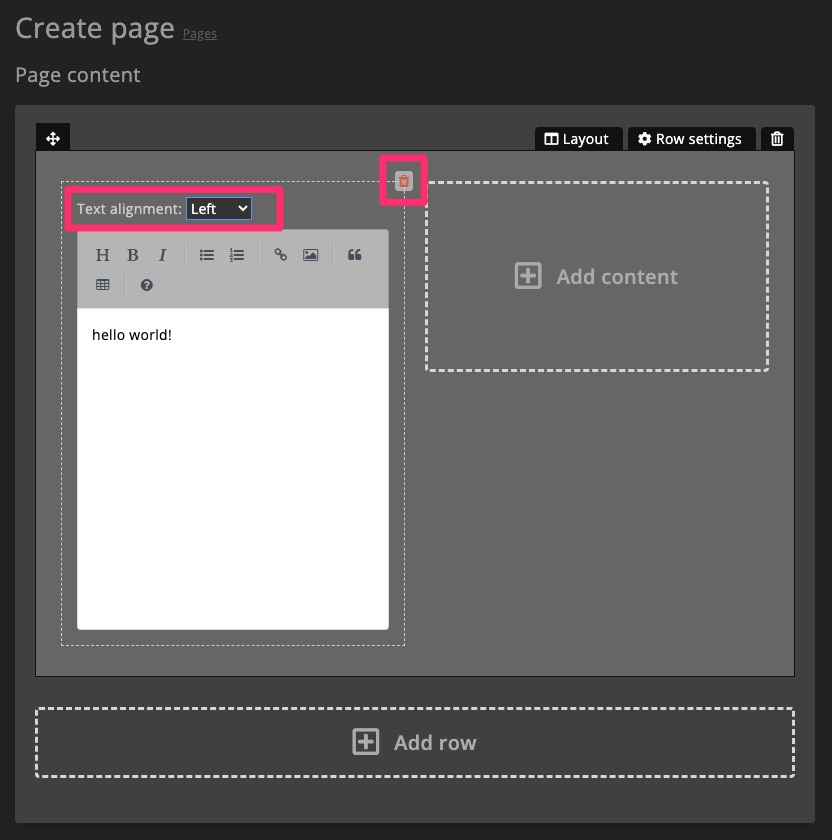 Create page Pages
Page content
Layout Row settings
Text alignment: Left
H B I
hello world!
Add content
Add row